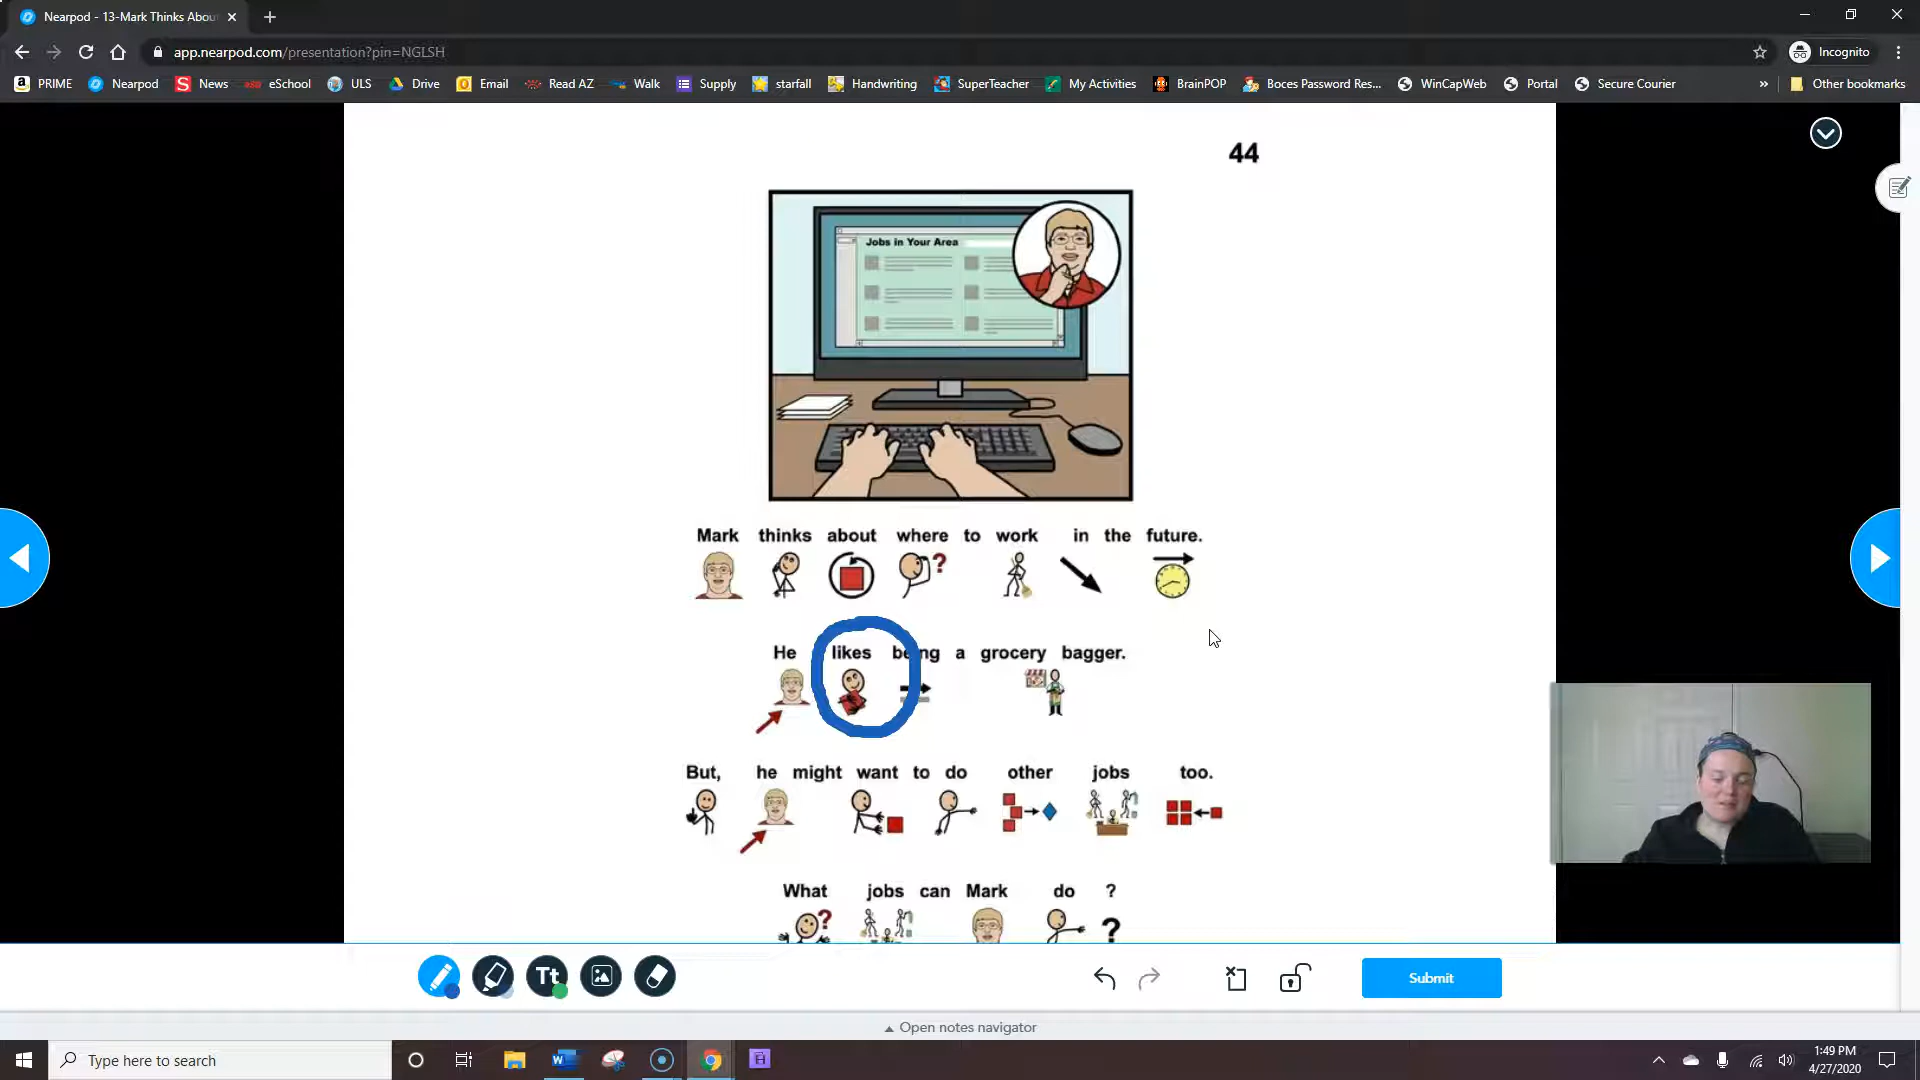 Nearpod - 13-Mark Thinks Abou
app.nearpod.com/presentation?pin=NGLSH
Incognito
PRIME Nearpod News eSchool ULS Drive Email Read AZ Walk Supply starfall Handwriting SuperTeacher My Activities BrainPOP Boces Password Res... WinCapWeb Portal Secure Courier » Other bookmarks
44
Jobs in Your Area
Mark thinks about where to work in the future.
He likes being a grocery bagger.
But, he might want to do other jobs too.
What jobs can Mark do ?
Tt
Submit
Open notes navigator
Type here to search
1:49 PM
4/27/2020